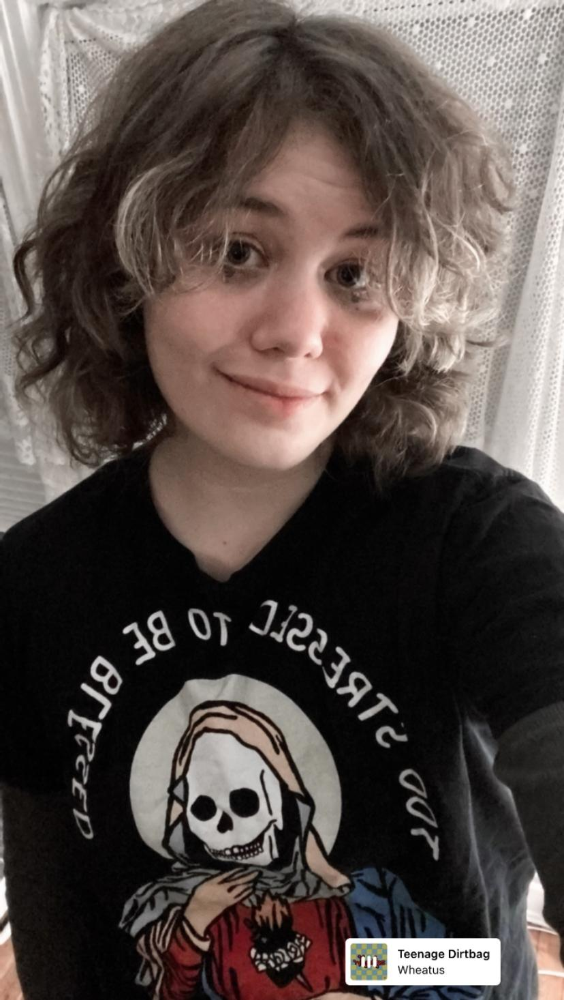 TOO STRESSED TO BE BLESSED
Teenage Dirtbag
Wheatus